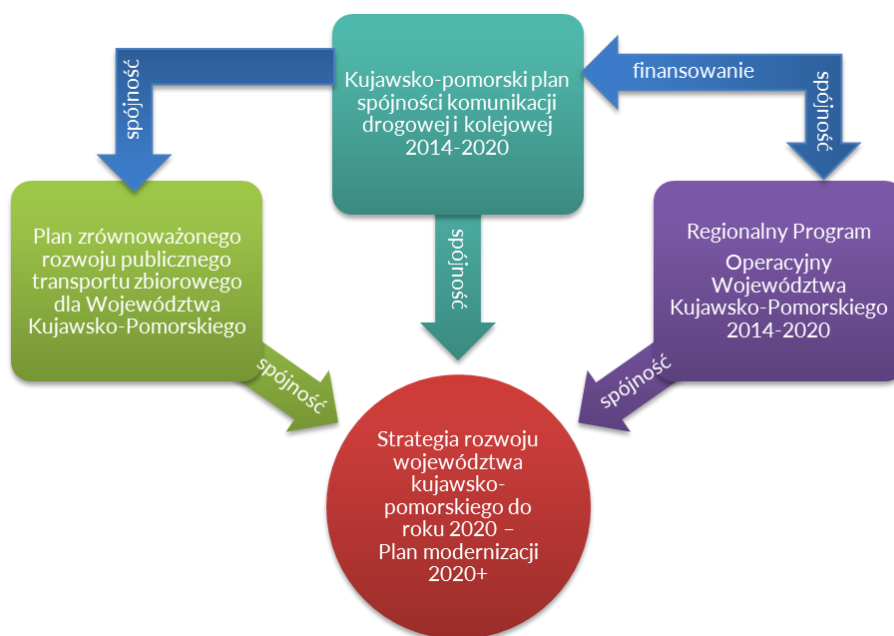 Kujawsko-pomorski plan
spójności komunikacji
drogowej i kolejowej
2014-2020
spójność
finansowanie
spójność
Plan zrównoważonego
rozwoju publicznego
transportu zbiorowego
dla Województwa
Kujawsko-Pomorskiego
spójność
Regionalny Program
Operacyjny
Województwa
Kujawsko-Pomorskiego
2014-2020
spójność
spójność
Strategia rozwoju
województwa
kujawsko-
pomorskiego do
roku 2020 –
Plan modernizacji
2020+